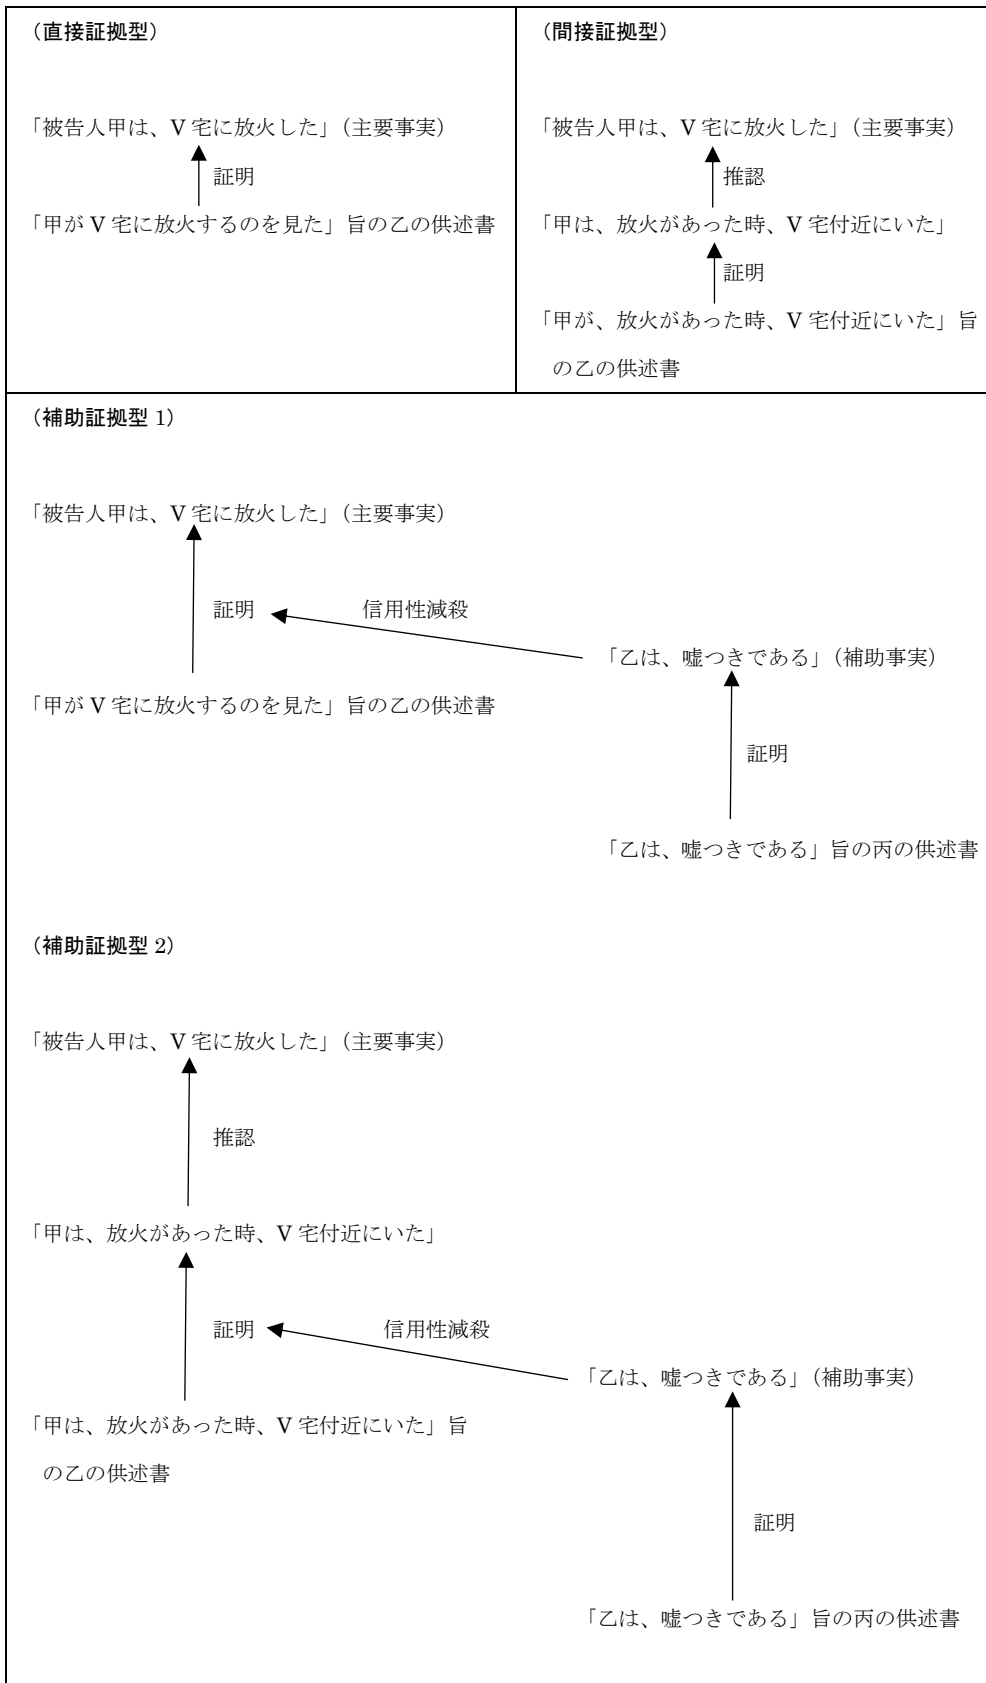 （直接証拠型）
「被告人甲は、V 宅に放火した」（主要事実）
証明
「甲が V 宅に放火するのを見た」旨の乙の供述書
（間接証拠型）
「被告人甲は、V 宅に放火した」（主要事実）
推認
「甲は、放火があった時、V 宅付近にいた」
証明
「甲が、放火があった時、V 宅付近にいた」旨
の乙の供述書
（補助証拠型 1）
「被告人甲は、V 宅に放火した」（主要事実）
証明
信用性減殺
「乙は、嘘つきである」（補助事実）
「甲が V 宅に放火するのを見た」旨の乙の供述書
証明
「乙は、嘘つきである」旨の丙の供述書
（補助証拠型 2）
「被告人甲は、V 宅に放火した」（主要事実）
推認
「甲は、放火があった時、V 宅付近にいた」
証明
信用性減殺
「乙は、嘘つきである」（補助事実）
「甲は、放火があった時、V 宅付近にいた」旨
の乙の供述書
証明
「乙は、嘘つきである」旨の丙の供述書